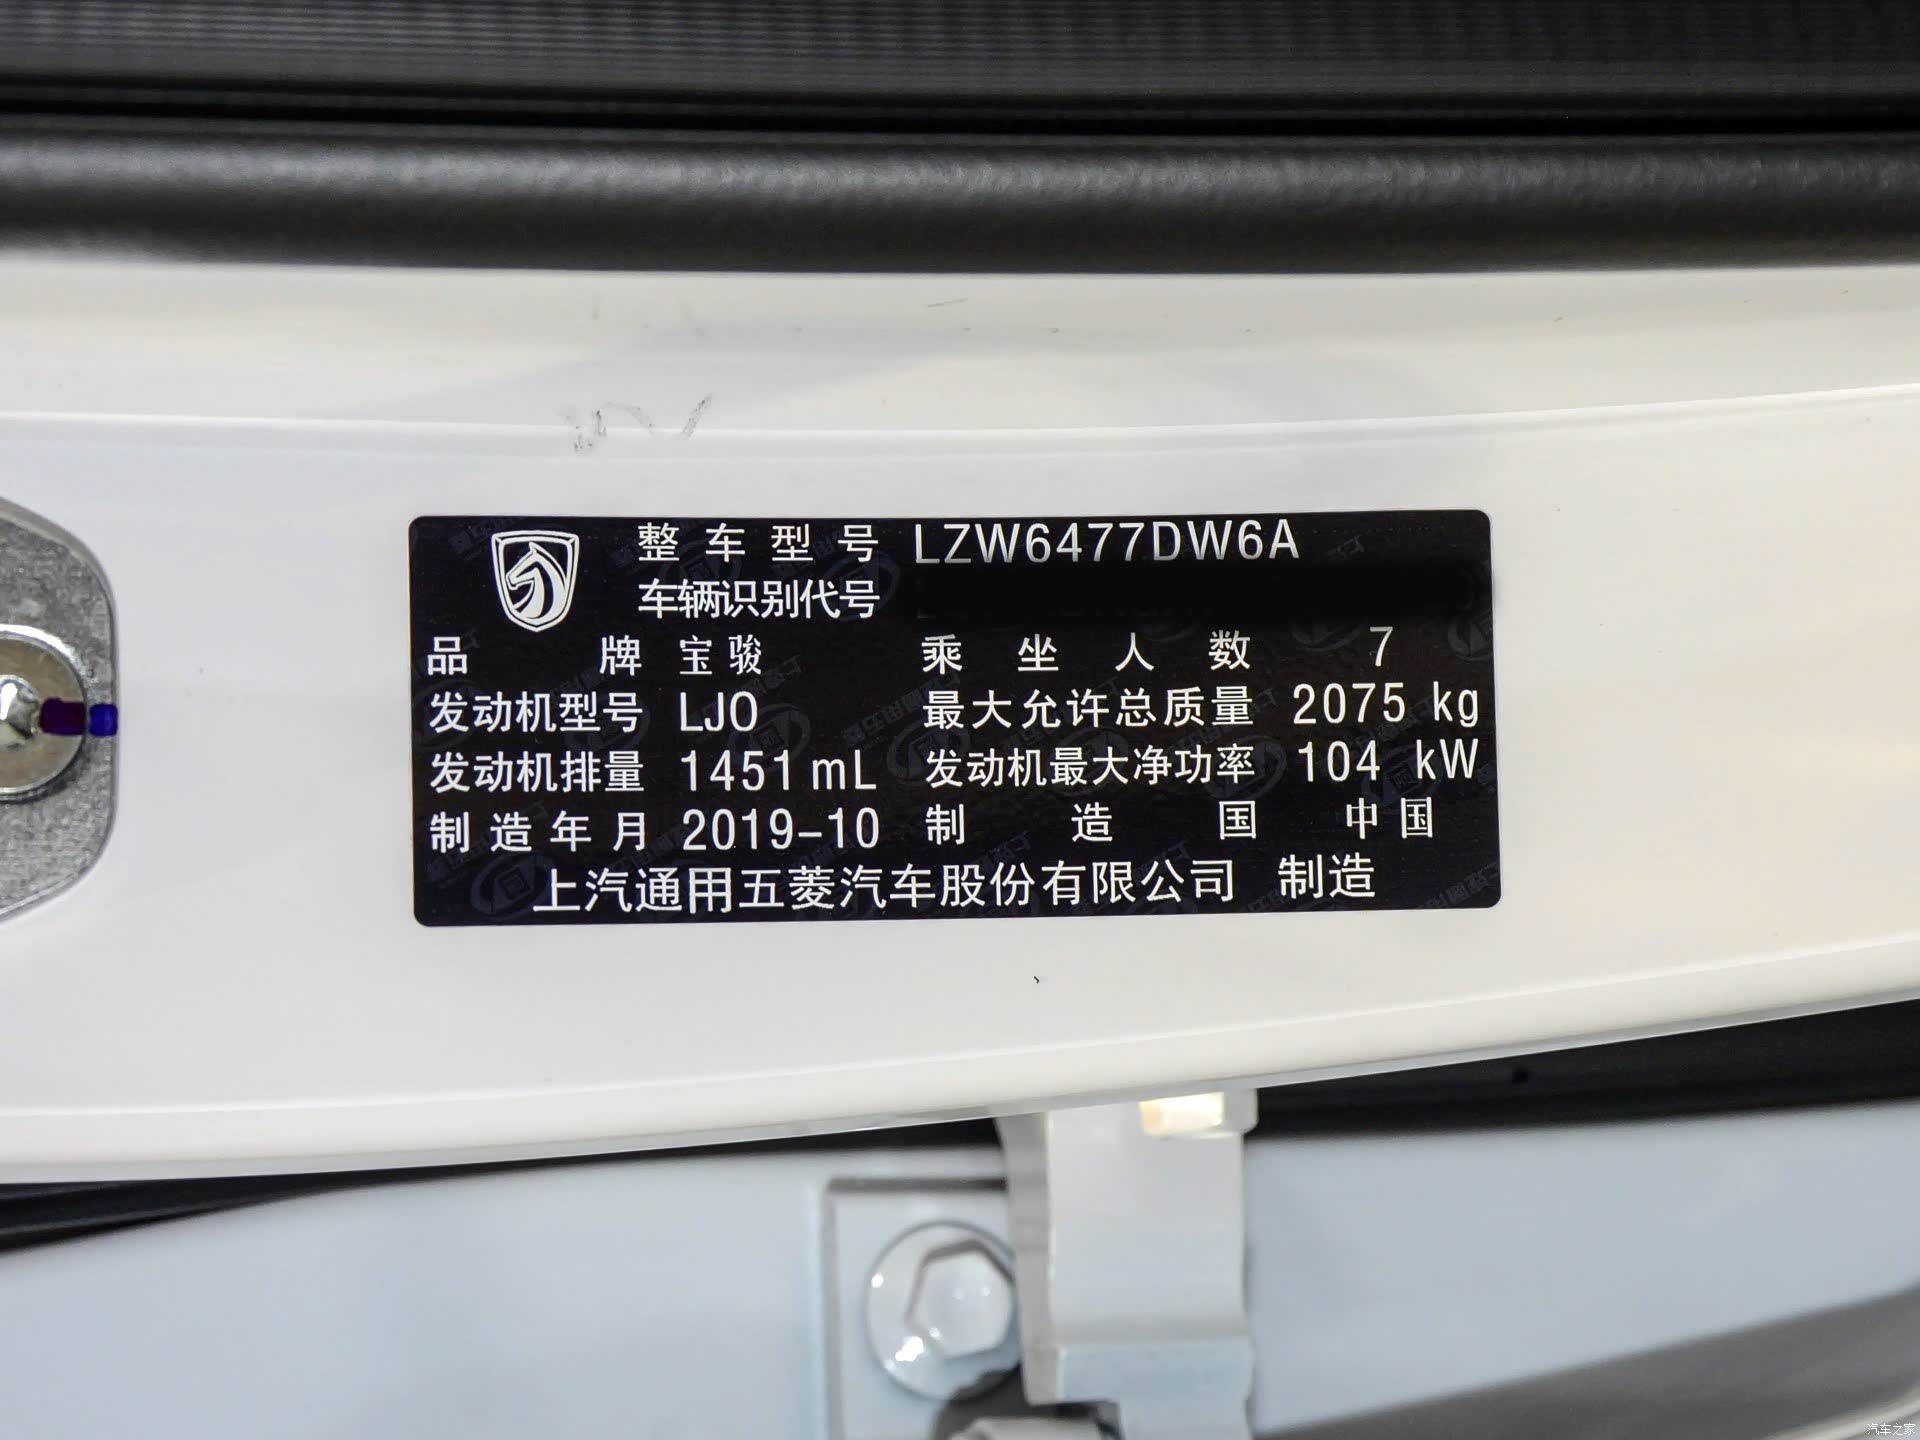 整车型号 LZW6477DW6A
车辆识别代号
品牌 宝骏 乘坐人数 7
发动机型号 LJO 最大允许总质量 2075 kg
发动机排量 1451mL 发动机最大净功率 104 kW
制造年月 2019-10 制造国 中国
上汽通用五菱汽车股份有限公司 制造
汽车之家